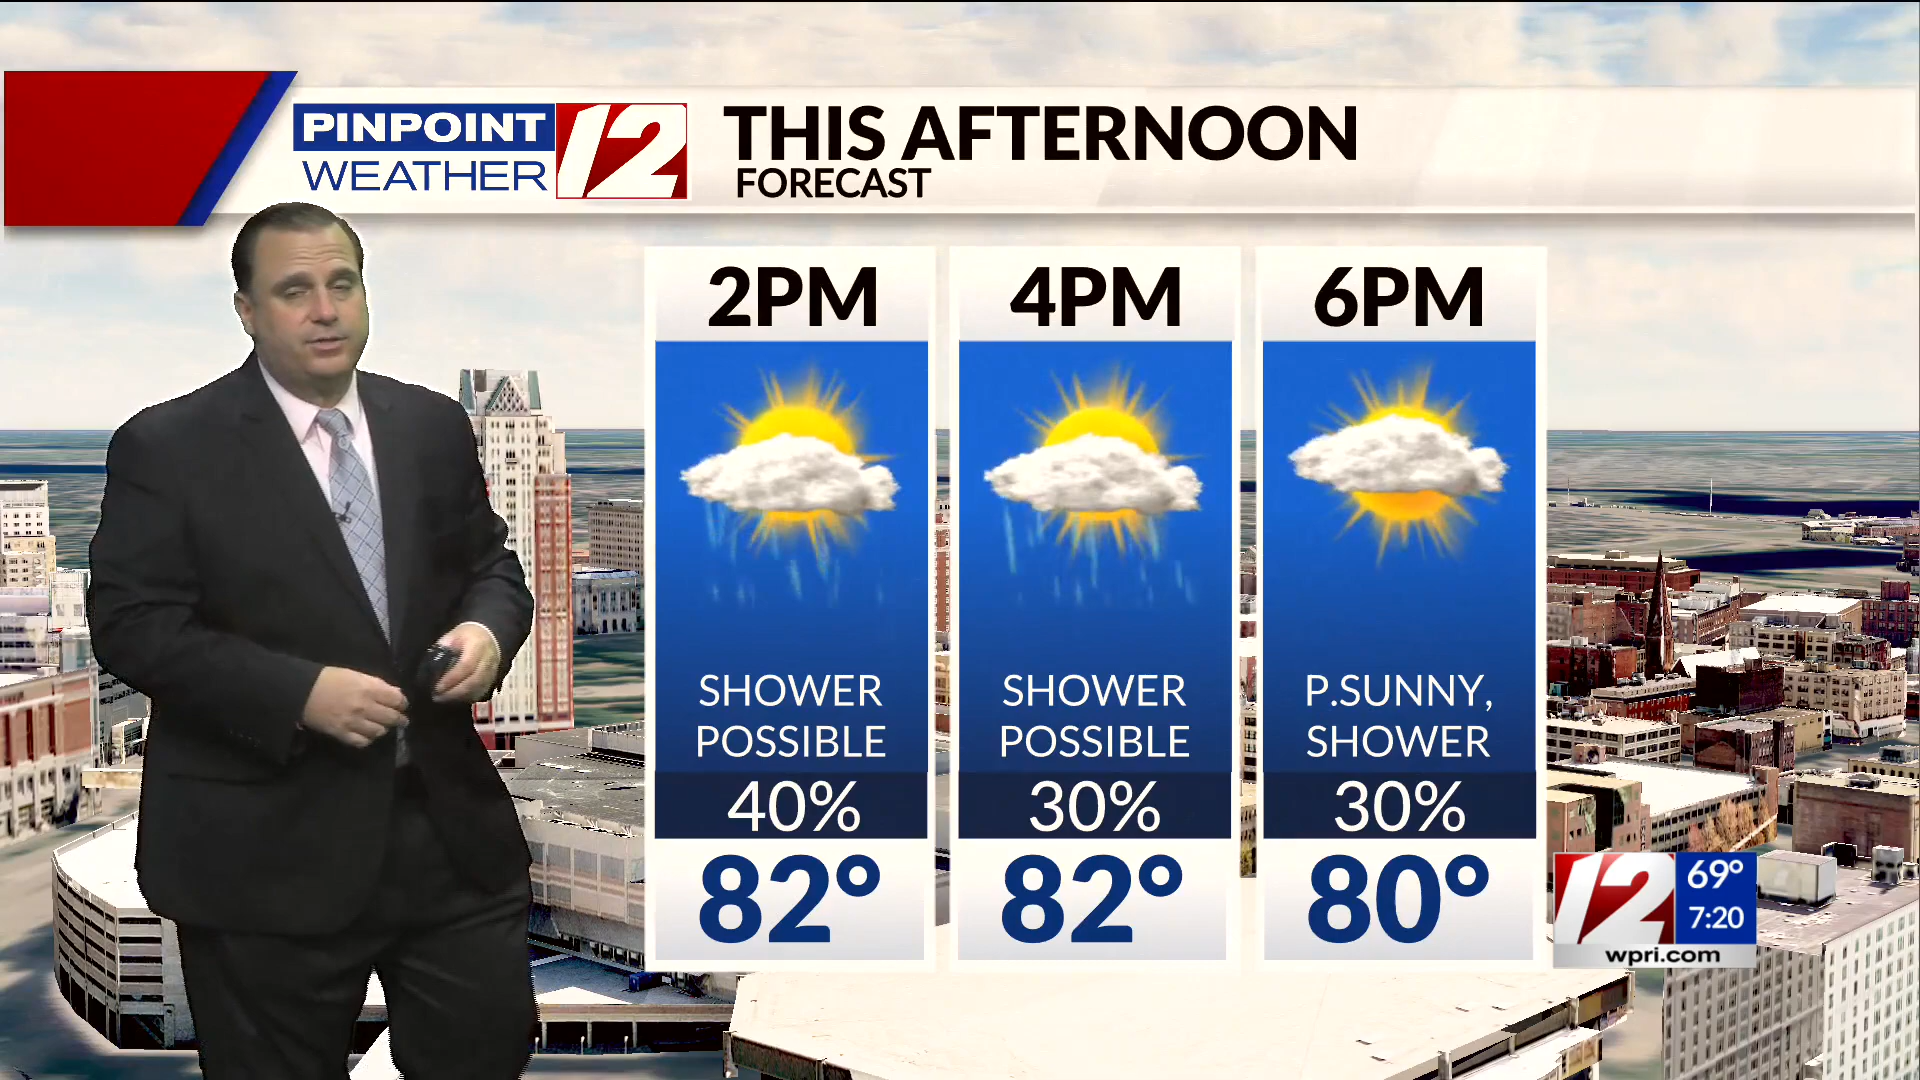 PINPOINT
WEATHER
12
THIS AFTERNOON
FORECAST
2PM
SHOWER
POSSIBLE
40%
82°
4PM
SHOWER
POSSIBLE
30%
82°
6PM
P.SUNNY,
SHOWER
30%
80°
12
69°
7:20
wpri.com